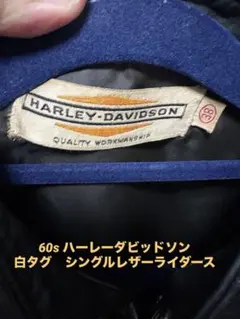 HARLEY-DAVIDSON
38
QUALITY WORKMANSHIP
60s ハーレーダビッドソン
白タグ　シングルレザーライダース